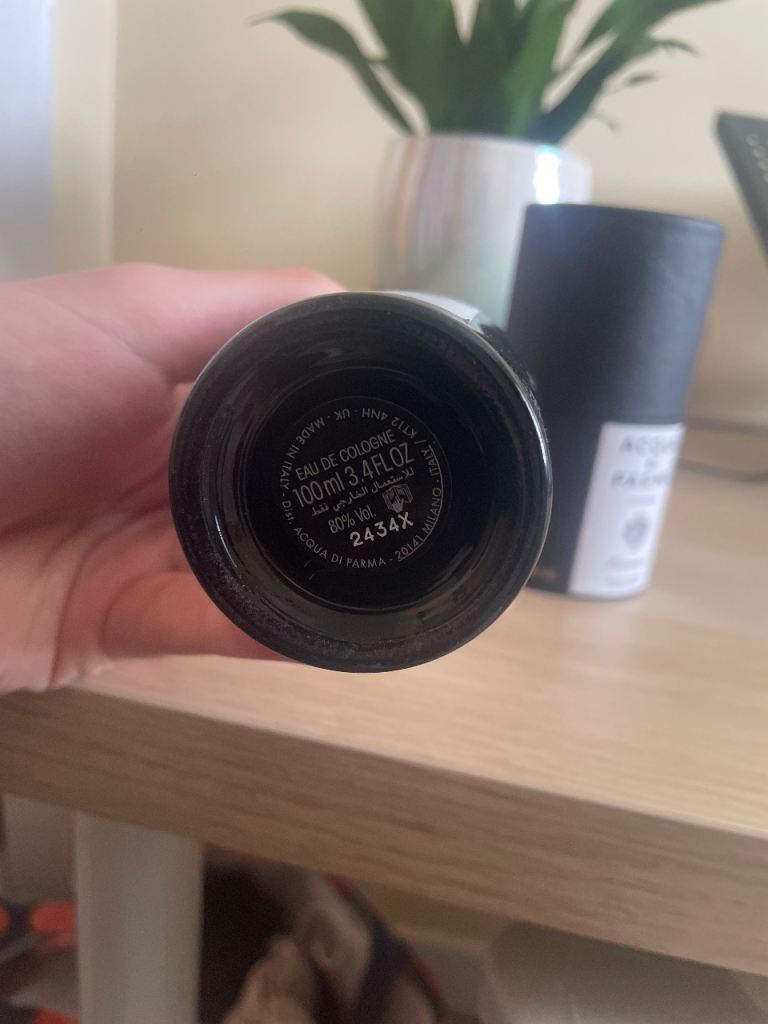 EAU DE COLOGNE
100ml 3.4FL OZ
للاستعمال الخارجي فقط
80% Vol.
2434X
Dist. ACQUA DI PARMA - 20141 MILANO - ITALY / KT12 4NH - UK - MADE IN ITALY -
ACQUA
DI
PARMA